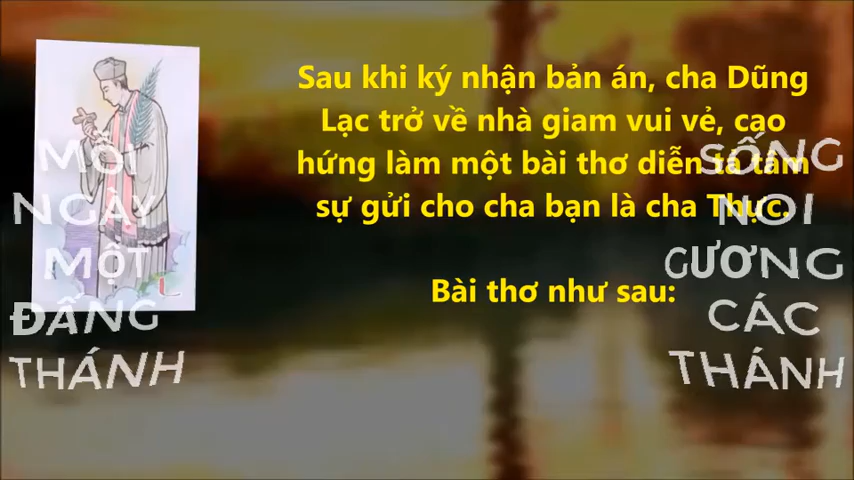 Sau khi ký nhận bản án, cha Dũng
Lạc trở về nhà giam vui vẻ, cao
hứng làm một bài thơ diễn tả tâm
sự gửi cho cha bạn là cha Thực.
Bài thơ như sau:
MỖI
NGÀY
MỘT
ĐẤNG
THÁNH
SỐNG
NOI
GƯƠNG
CÁC
THÁNH